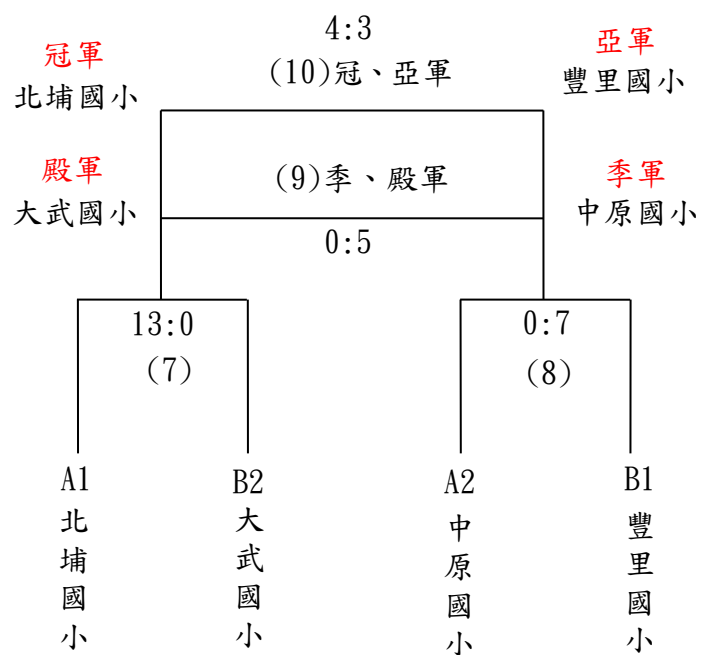 4:3
冠軍
北埔國小
(10)冠、亞軍
亞軍
豐里國小
殿軍
大武國小
(9)季、殿軍
季軍
中原國小
0:5
13:0
(7)
0:7
(8)
A1
北埔國小
B2
大武國小
A2
中原國小
B1
豐里國小